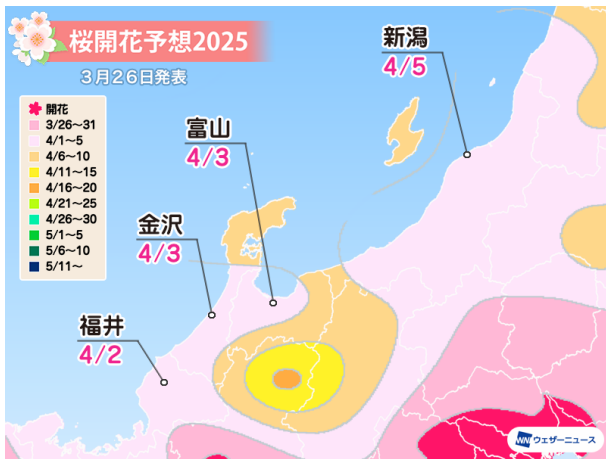 桜開花予想2025
3月26日発表
開花
3/26～31
4/1～5
4/6～10
4/11～15
4/16～20
4/21～25
4/26～30
5/1～5
5/6～10
5/11～
新潟
4/5
富山
4/3
金沢
4/3
福井
4/2
WNI ウェザーニュース